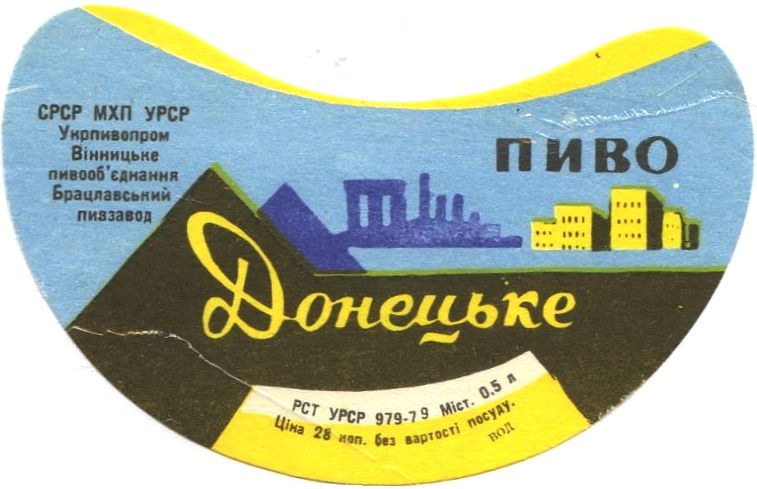 СРСР МХП УРСР
Укрпивопром
Вінницьке
пивооб'єднання
Брацлавський
пивзавод
ПИВО
Донецьке
РСТ УРСР 979-79 Міст. 0,5 л
Ціна 28 коп. без вартості посуду.
ВОД